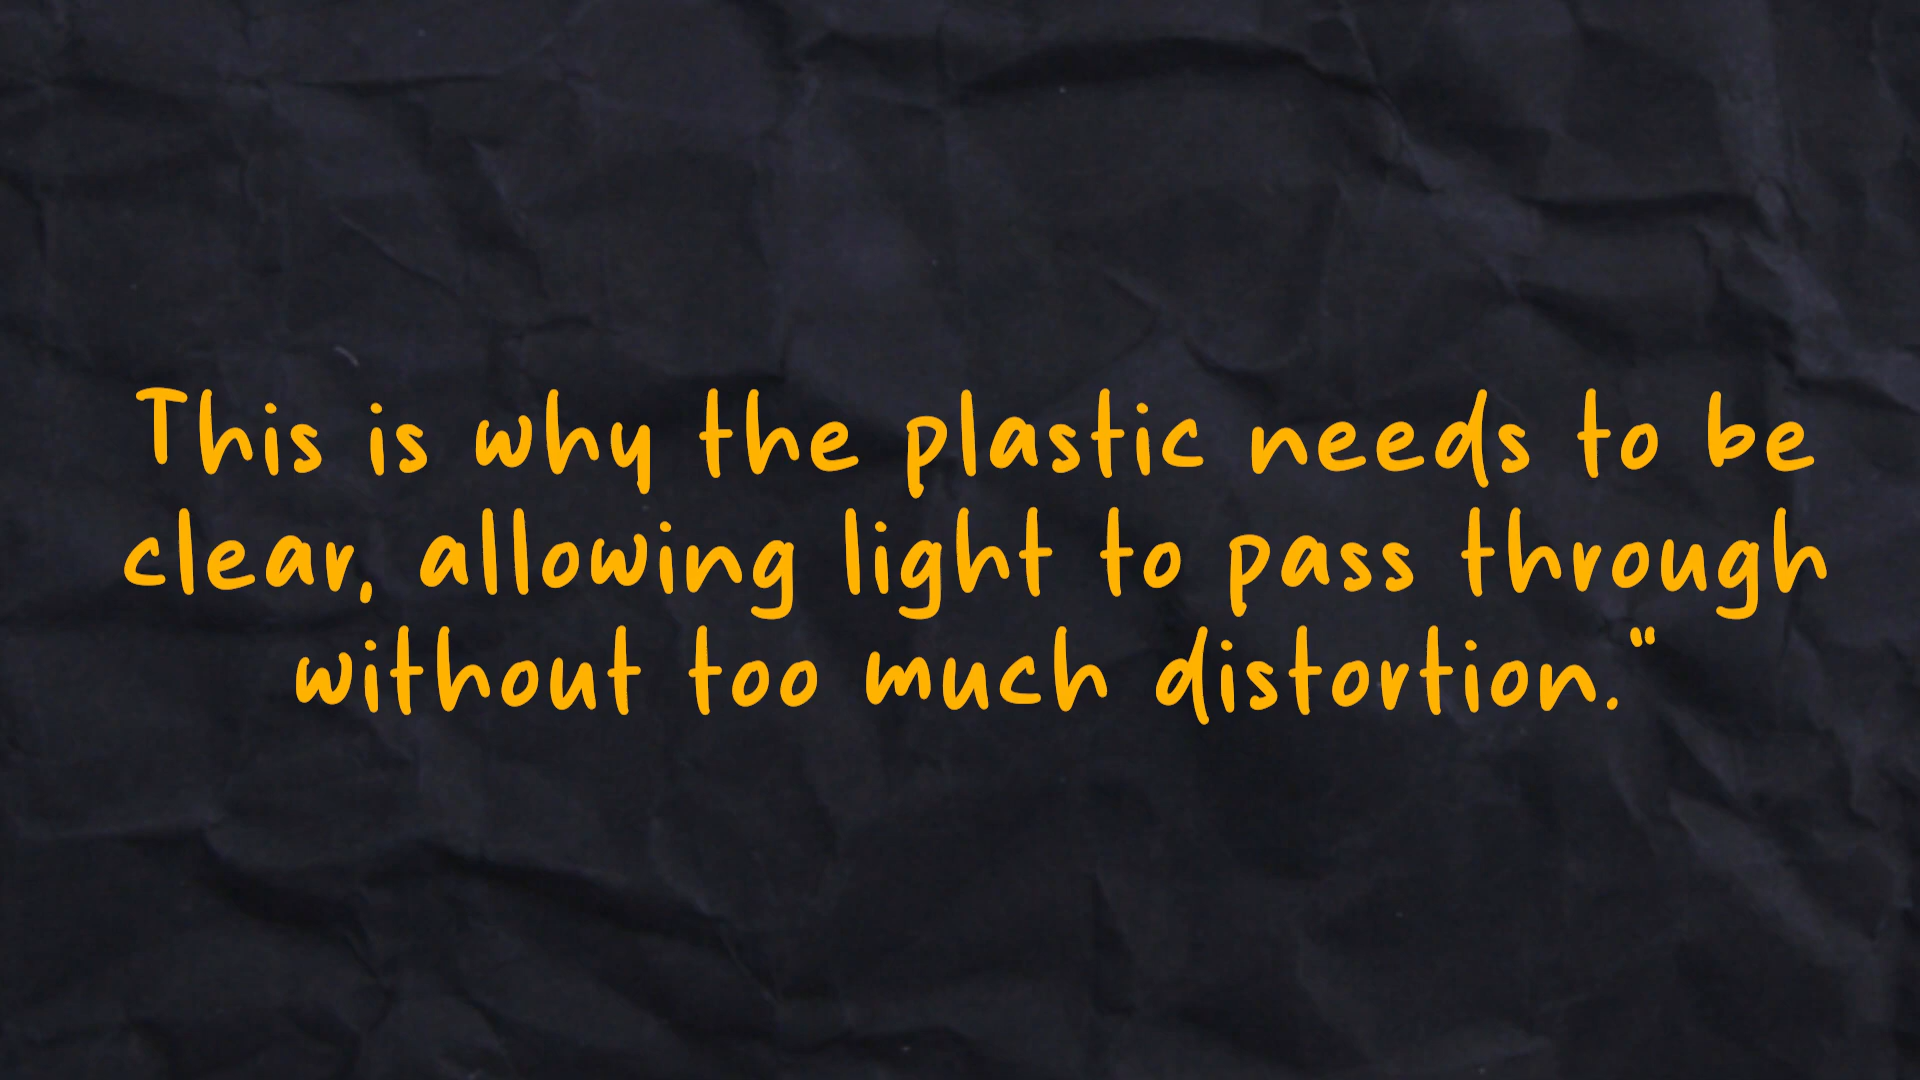 This is why the plastic needs to be
clear, allowing light to pass through
without too much distortion.“